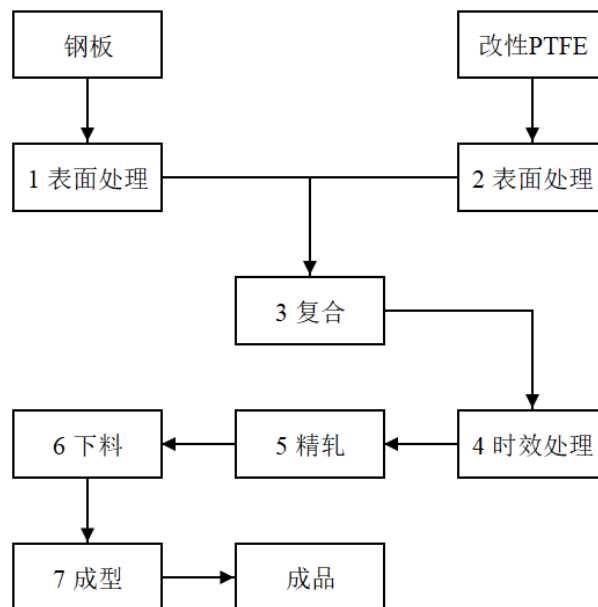 钢板
改性PTFE
1 表面处理
2 表面处理
3 复合
6 下料
5 精轧
4 时效处理
7 成型
成品